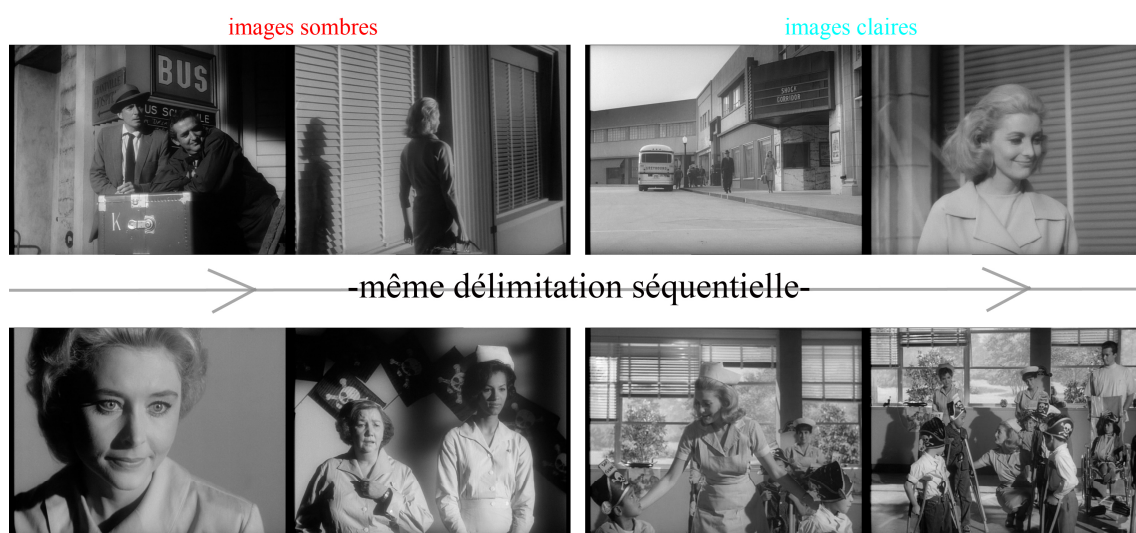 images sombres
images claires
BUS
US SCHEDULE
K
SHOCK
CORRIDOR
-même délimitation séquentielle-